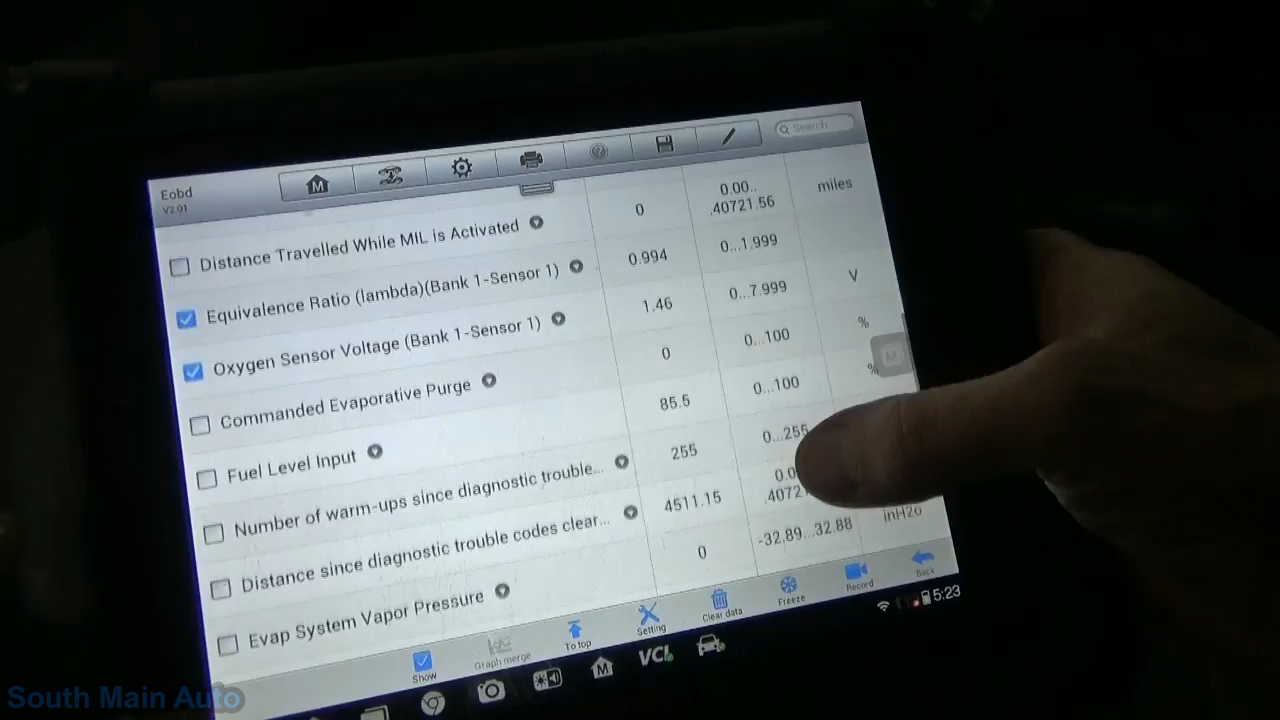 Eobd
V2.01
M
Search
Distance Travelled While MIL is Activated
0
0.00..
.40721.56
miles
Equivalence Ratio (lambda)(Bank 1-Sensor 1)
0.994
0...1.999
Oxygen Sensor Voltage (Bank 1-Sensor 1)
1.46
0...7.999
V
Commanded Evaporative Purge
0
0...100
%
Fuel Level Input
85.5
0...100
%
Number of warm-ups since diagnostic trouble...
255
0...255
Distance since diagnostic trouble codes clear...
4511.15
Evap System Vapor Pressure
0
-32.89...32.88
inH2o
Show
Graph merge
To top
Setting
Clear data
Freeze
Record
Back
M
VCI
5:23
South Main Auto